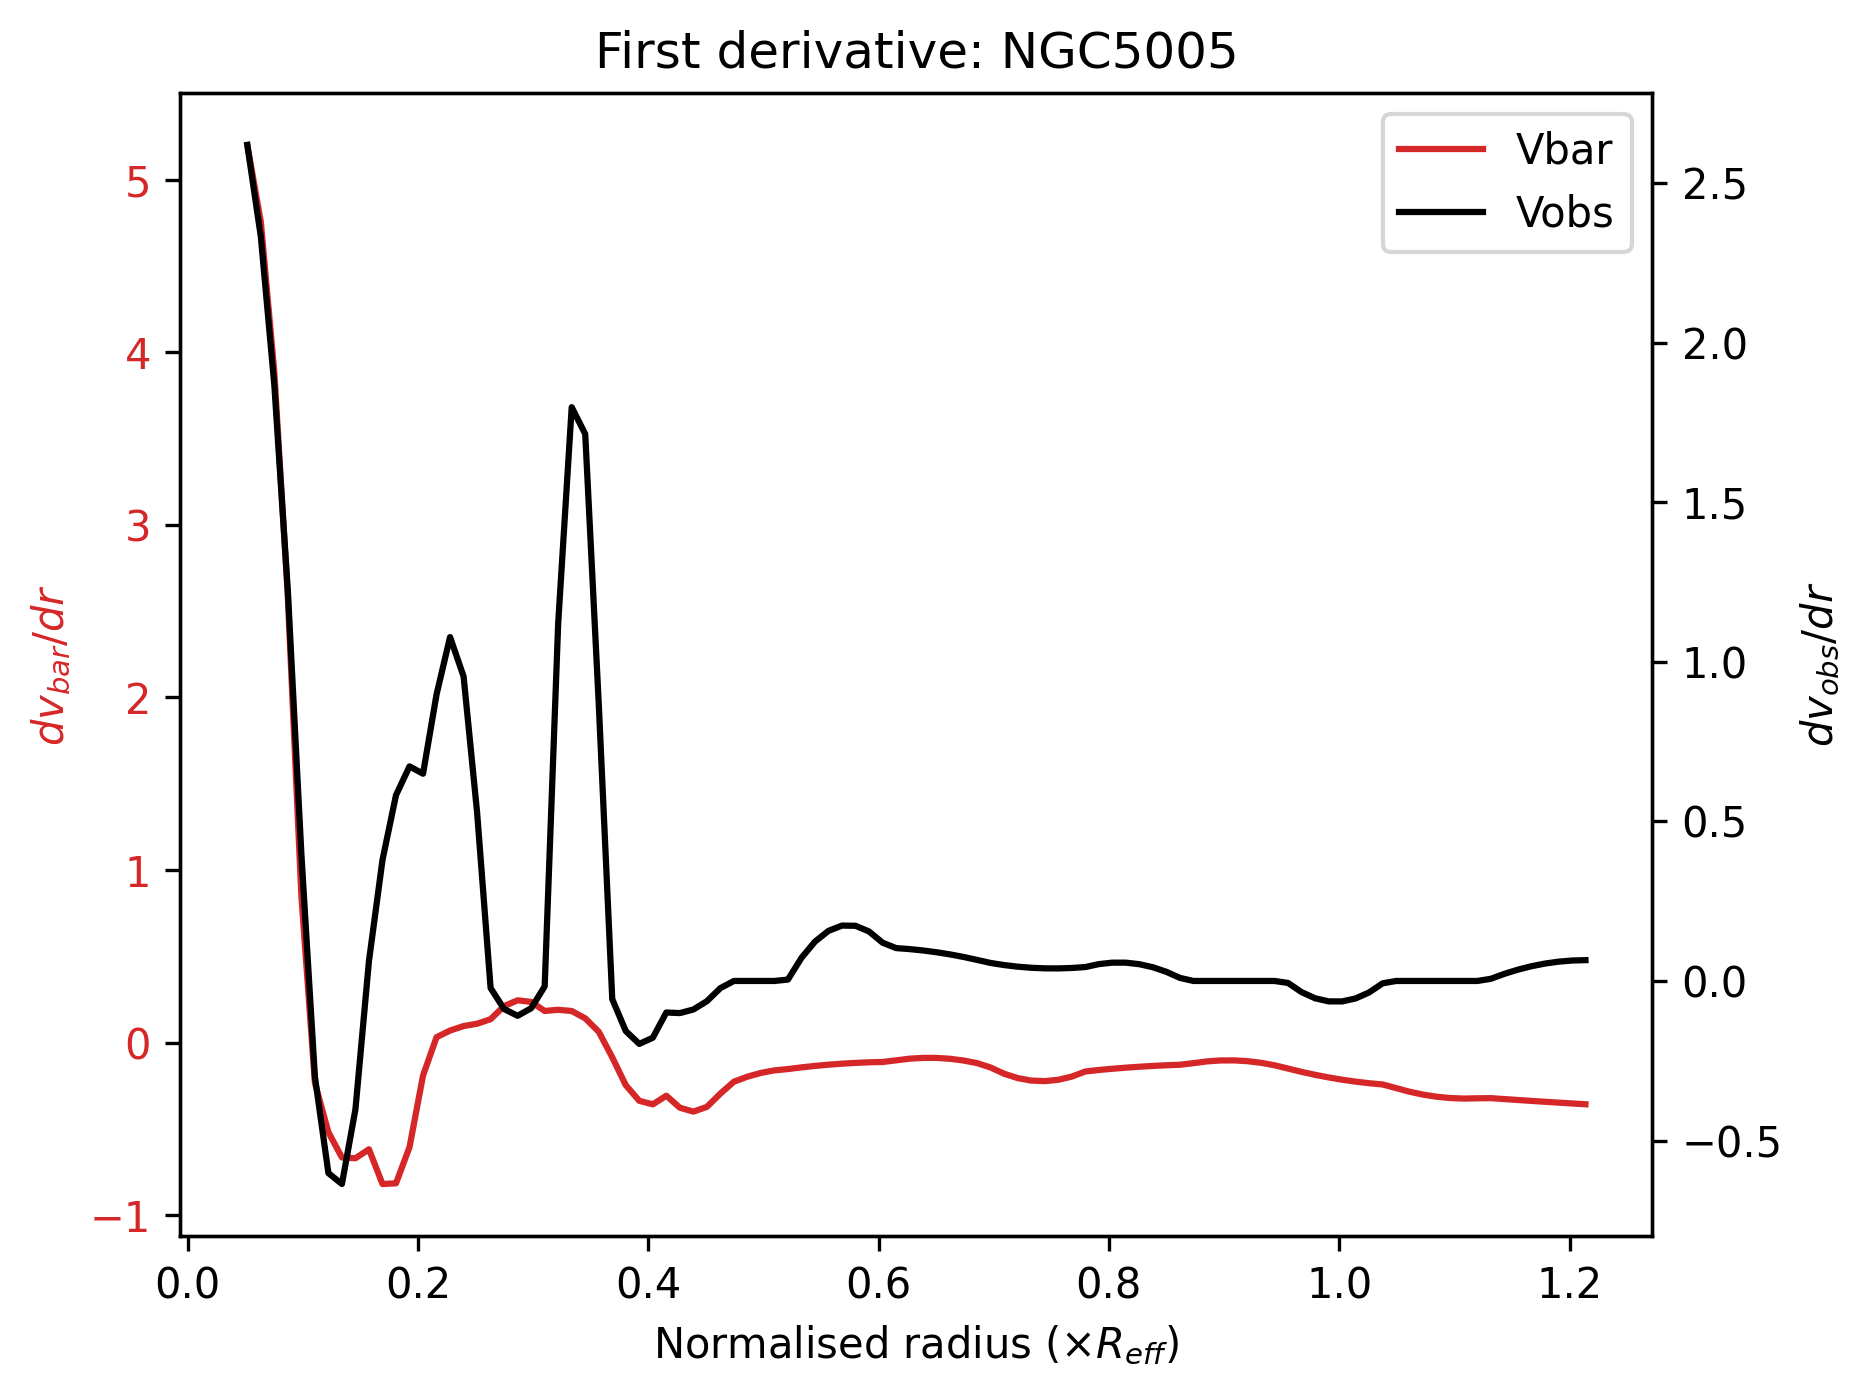 First derivative: NGC5005
Vbar
Vobs
5
4
3
2
1
0
−1
dv_bar/dr
2.5
2.0
1.5
1.0
0.5
0.0
−0.5
dv_obs/dr
0.0 0.2 0.4 0.6 0.8 1.0 1.2
Normalised radius (×R_eff)